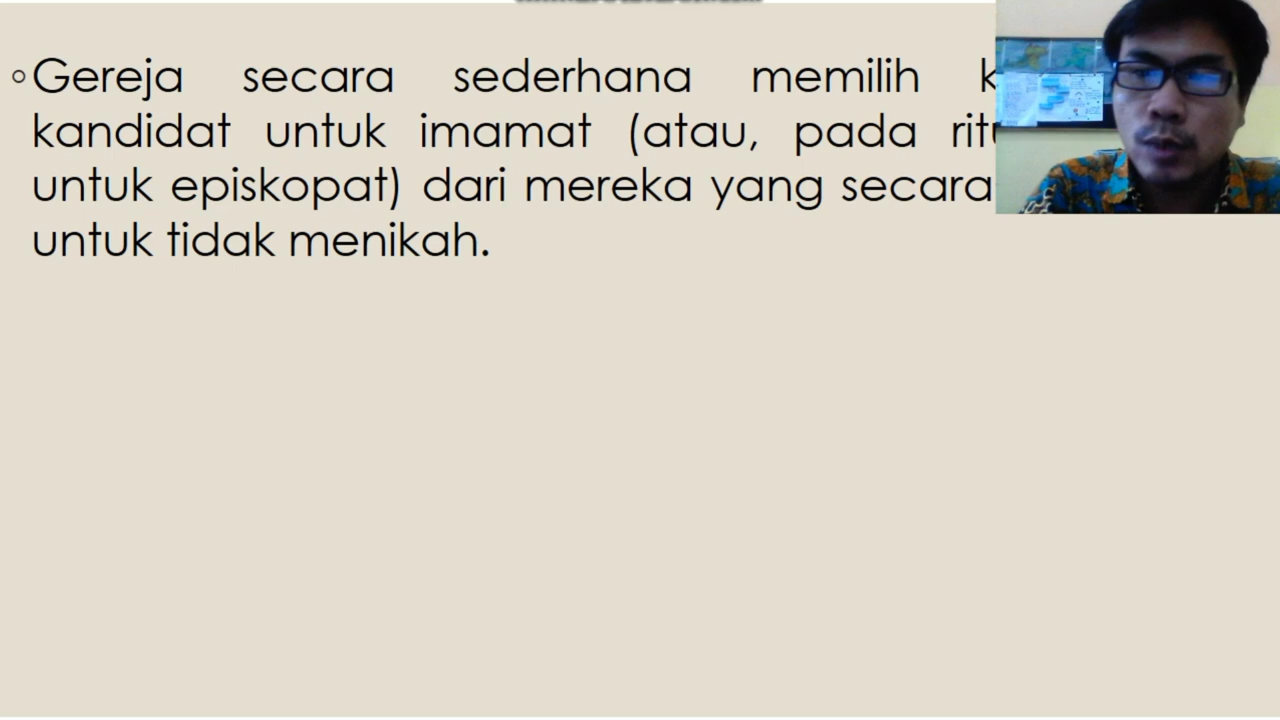 ◦Gereja secara sederhana memilih
kandidat untuk imamat (atau, pada
untuk episkopat) dari mereka yang secara
untuk tidak menikah.